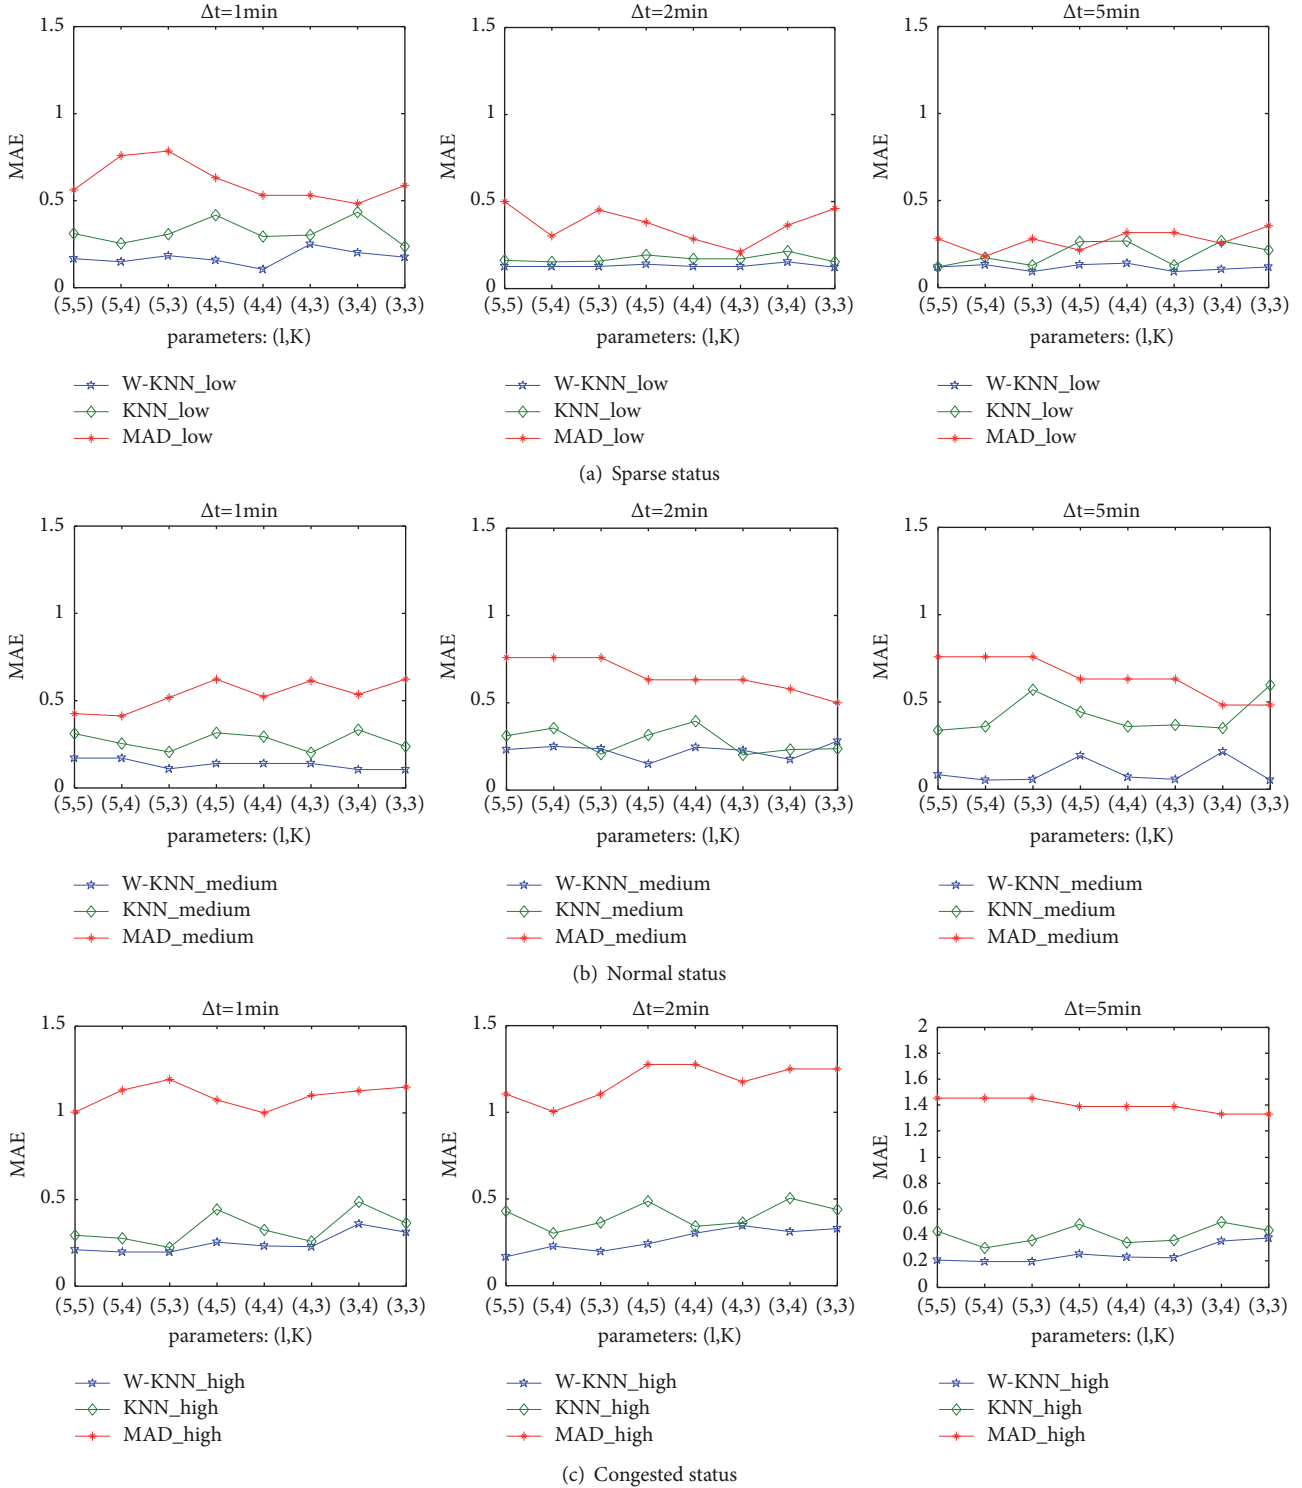 Δt=1min
1.5
1
0.5
0
MAE
(5,5) (5,4) (5,3) (4,5) (4,4) (4,3) (3,4) (3,3)
parameters: (l,K)
W-KNN_low
KNN_low
MAD_low
Δt=2min
1.5
1
0.5
0
MAE
(5,5) (5,4) (5,3) (4,5) (4,4) (4,3) (3,4) (3,3)
parameters: (l,K)
W-KNN_low
KNN_low
MAD_low
Δt=5min
1.5
1
0.5
0
MAE
(5,5) (5,4) (5,3) (4,5) (4,4) (4,3) (3,4) (3,3)
parameters: (l,K)
W-KNN_low
KNN_low
MAD_low
(a) Sparse status
Δt=1min
1.5
1
0.5
0
MAE
(5,5) (5,4) (5,3) (4,5) (4,4) (4,3) (3,4) (3,3)
parameters: (l,K)
W-KNN_medium
KNN_medium
MAD_medium
Δt=2min
1.5
1
0.5
0
MAE
(5,5) (5,4) (5,3) (4,5) (4,4) (4,3) (3,4) (3,3)
parameters: (l,K)
W-KNN_medium
KNN_medium
MAD_medium
Δt=5min
1.5
1
0.5
0
MAE
(5,5) (5,4) (5,3) (4,5) (4,4) (4,3) (3,4) (3,3)
parameters: (l,K)
W-KNN_medium
KNN_medium
MAD_medium
(b) Normal status
Δt=1min
1.5
1
0.5
0
MAE
(5,5) (5,4) (5,3) (4,5) (4,4) (4,3) (3,4) (3,3)
parameters: (l,K)
W-KNN_high
KNN_high
MAD_high
Δt=2min
1.5
1
0.5
0
MAE
(5,5) (5,4) (5,3) (4,5) (4,4) (4,3) (3,4) (3,3)
parameters: (l,K)
W-KNN_high
KNN_high
MAD_high
Δt=5min
2
1.8
1.6
1.4
1.2
1
0.8
0.6
0.4
0.2
0
MAE
(5,5) (5,4) (5,3) (4,5) (4,4) (4,3) (3,4) (3,3)
parameters: (l,K)
W-KNN_high
KNN_high
MAD_high
(c) Congested status